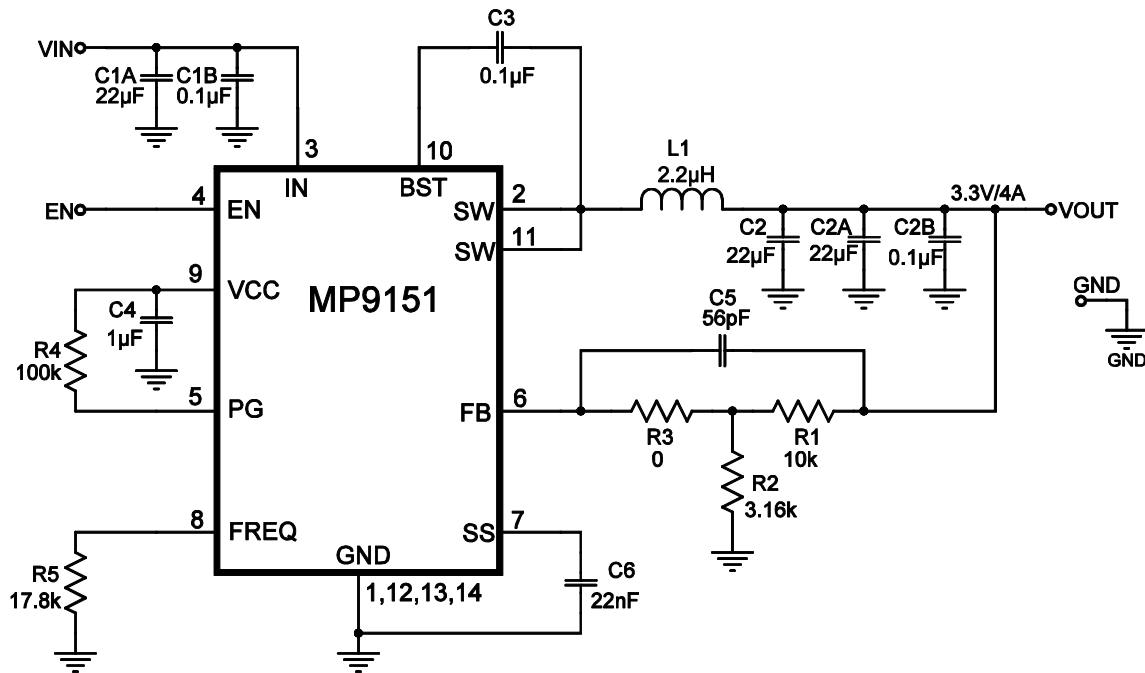 C3
0.1µF
VIN
C1A
22µF
C1B
0.1µF
3
10
IN
BST
L1
2.2µH
4
EN
EN
SW
2
3.3V/4A
VOUT
SW
11
C2
22µF
C2A
22µF
C2B
0.1µF
9
VCC
MP9151
GND
GND
C4
1µF
R4
100k
C5
56pF
5
PG
FB
6
R3
0
R1
10k
R2
3.16k
8
FREQ
SS
7
GND
1,12,13,14
R5
17.8k
C6
22nF